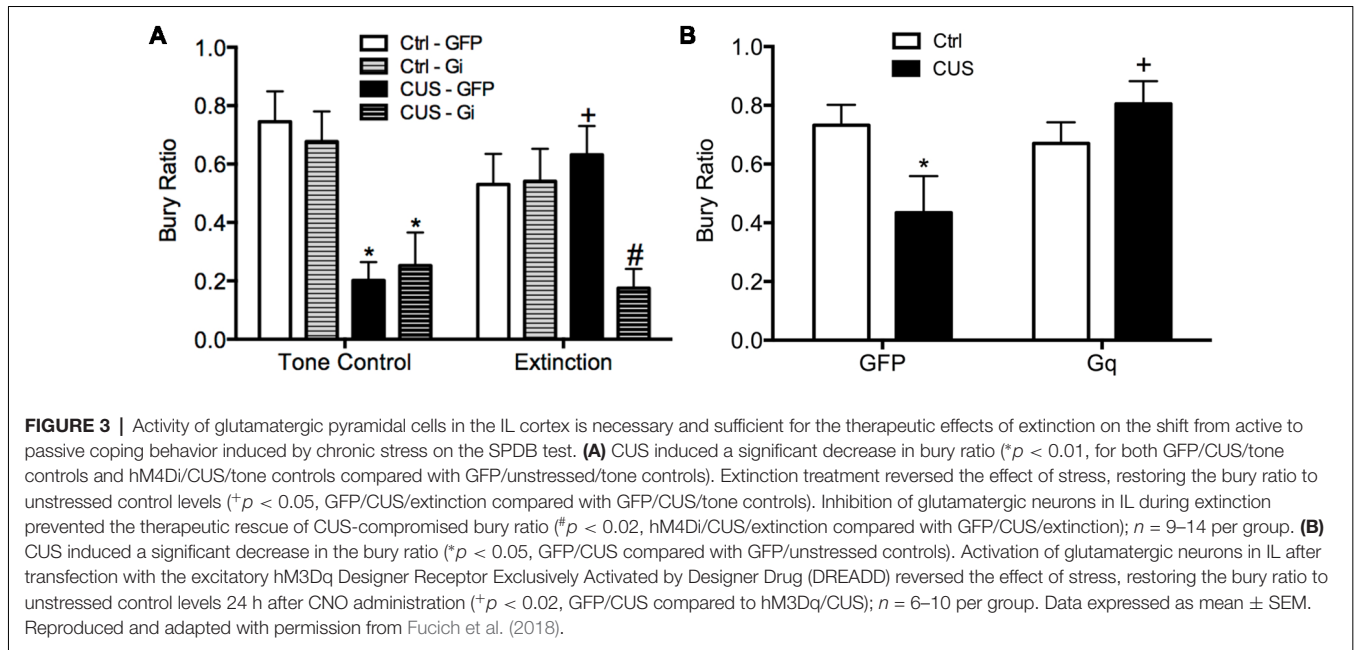 A
B
Ctrl - GFP
Ctrl - Gi
CUS - GFP
CUS - Gi
Bury Ratio
1.0
0.8
0.6
0.4
0.2
0.0
*
*
+
#
Tone Control
Extinction
Ctrl
CUS
Bury Ratio
1.0
0.8
0.6
0.4
0.2
0.0
*
+
GFP
Gq
FIGURE 3 | Activity of glutamatergic pyramidal cells in the IL cortex is necessary and sufficient for the therapeutic effects of extinction on the shift from active to
passive coping behavior induced by chronic stress on the SPDB test. (A) CUS induced a significant decrease in bury ratio (*p < 0.01, for both GFP/CUS/tone
controls and hM4Di/CUS/tone controls compared with GFP/unstressed/tone controls). Extinction treatment reversed the effect of stress, restoring the bury ratio to
unstressed control levels (+p < 0.05, GFP/CUS/extinction compared with GFP/CUS/tone controls). Inhibition of glutamatergic neurons in IL during extinction
prevented the therapeutic rescue of CUS-compromised bury ratio (#p < 0.02, hM4Di/CUS/extinction compared with GFP/CUS/extinction); n = 9–14 per group. (B)
CUS induced a significant decrease in the bury ratio (*p < 0.05, GFP/CUS compared with GFP/unstressed controls). Activation of glutamatergic neurons in IL after
transfection with the excitatory hM3Dq Designer Receptor Exclusively Activated by Designer Drug (DREADD) reversed the effect of stress, restoring the bury ratio to
unstressed control levels 24 h after CNO administration (+p < 0.02, GFP/CUS compared to hM3Dq/CUS); n = 6–10 per group. Data expressed as mean ± SEM.
Reproduced and adapted with permission from Fucich et al. (2018).